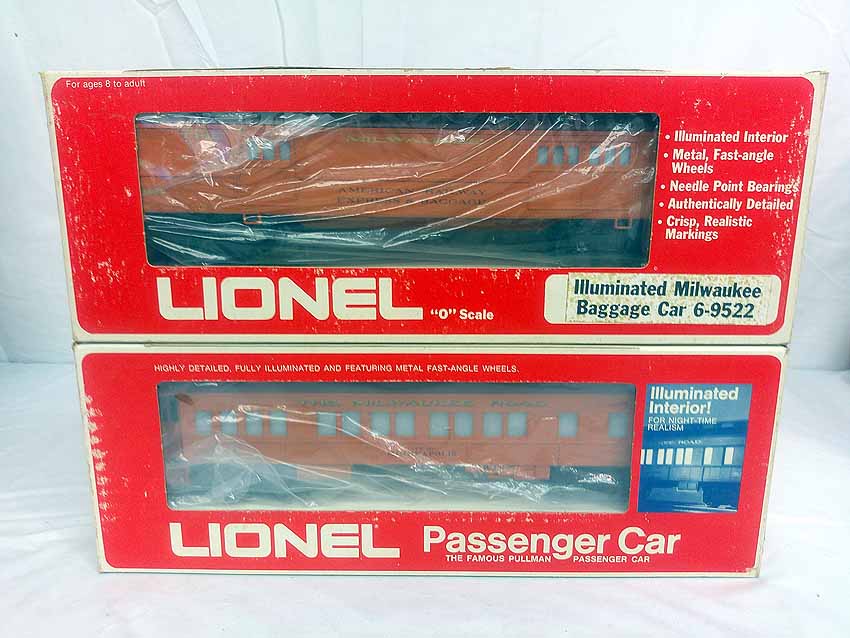 For ages 8 to adult
AMERICAN RAILWAY
EXPRESS & BAGGAGE
• Illuminated Interior
• Metal, Fast-angle
Wheels
• Needle Point Bearings
• Authentically Detailed
• Crisp, Realistic
Markings
LIONEL "O" Scale
Illuminated Milwaukee
Baggage Car 6-9522
HIGHLY DETAILED, FULLY ILLUMINATED AND FEATURING METAL FAST-ANGLE WHEELS.
THE MILWAUKEE ROAD
Illuminated
Interior!
FOR NIGHT-TIME
REALISM
ROAD
LIONEL Passenger Car
THE FAMOUS PULLMAN PASSENGER CAR